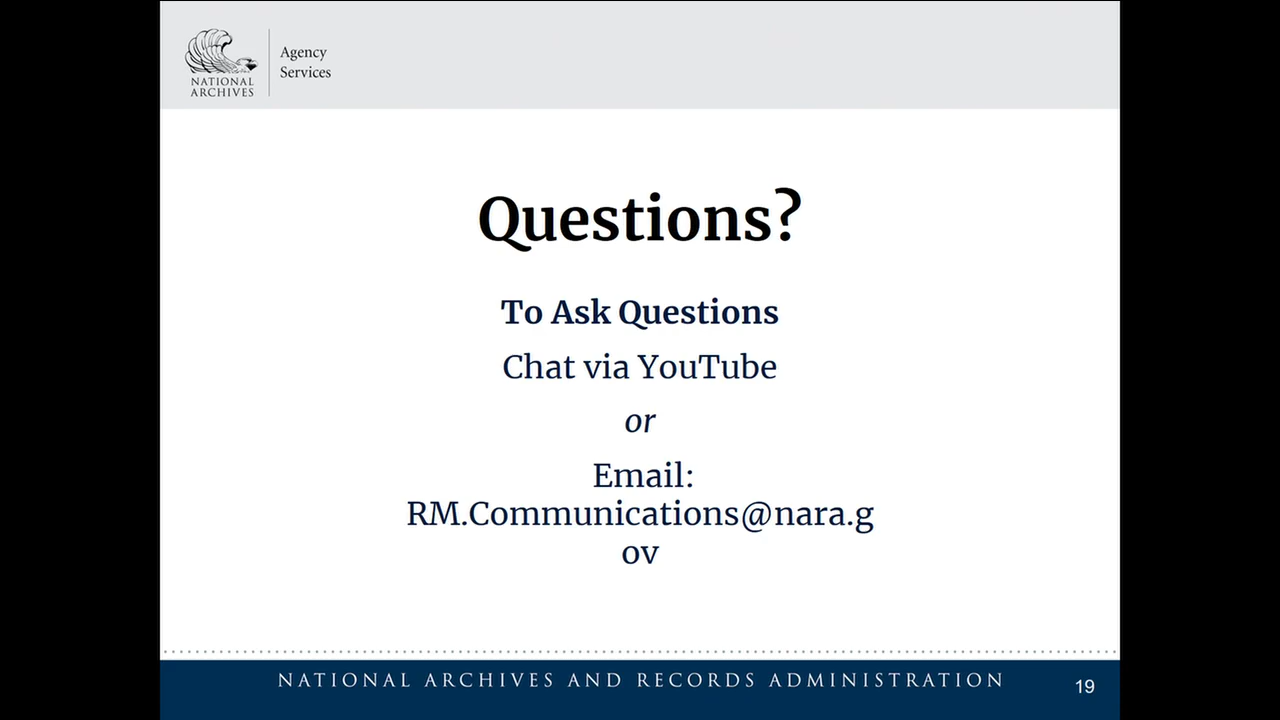 NATIONAL
ARCHIVES
Agency
Services
Questions?
To Ask Questions
Chat via YouTube
or
Email:
RM.Communications@nara.g
ov
NATIONAL ARCHIVES AND RECORDS ADMINISTRATION
19